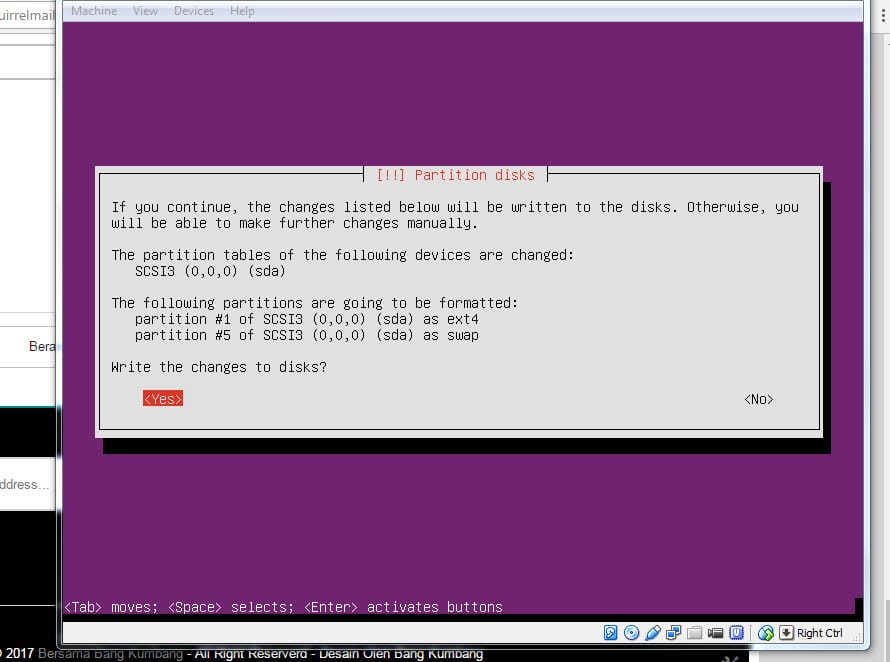 uirrelmail
Machine View Devices Help
[!!] Partition disks
If you continue, the changes listed below will be written to the disks. Otherwise, you
will be able to make further changes manually.
The partition tables of the following devices are changed:
SCSI3 (0,0,0) (sda)
The following partitions are going to be formatted:
partition #1 of SCSI3 (0,0,0) (sda) as ext4
partition #5 of SCSI3 (0,0,0) (sda) as swap
Write the changes to disks?
<Yes> <No>
Bera
ddress...
<Tab> moves; <Space> selects; <Enter> activates buttons
Right Ctrl
2017 Bersama Bang Kumbang - All Right Reserverd - Desain Oleh Bang Kumbang